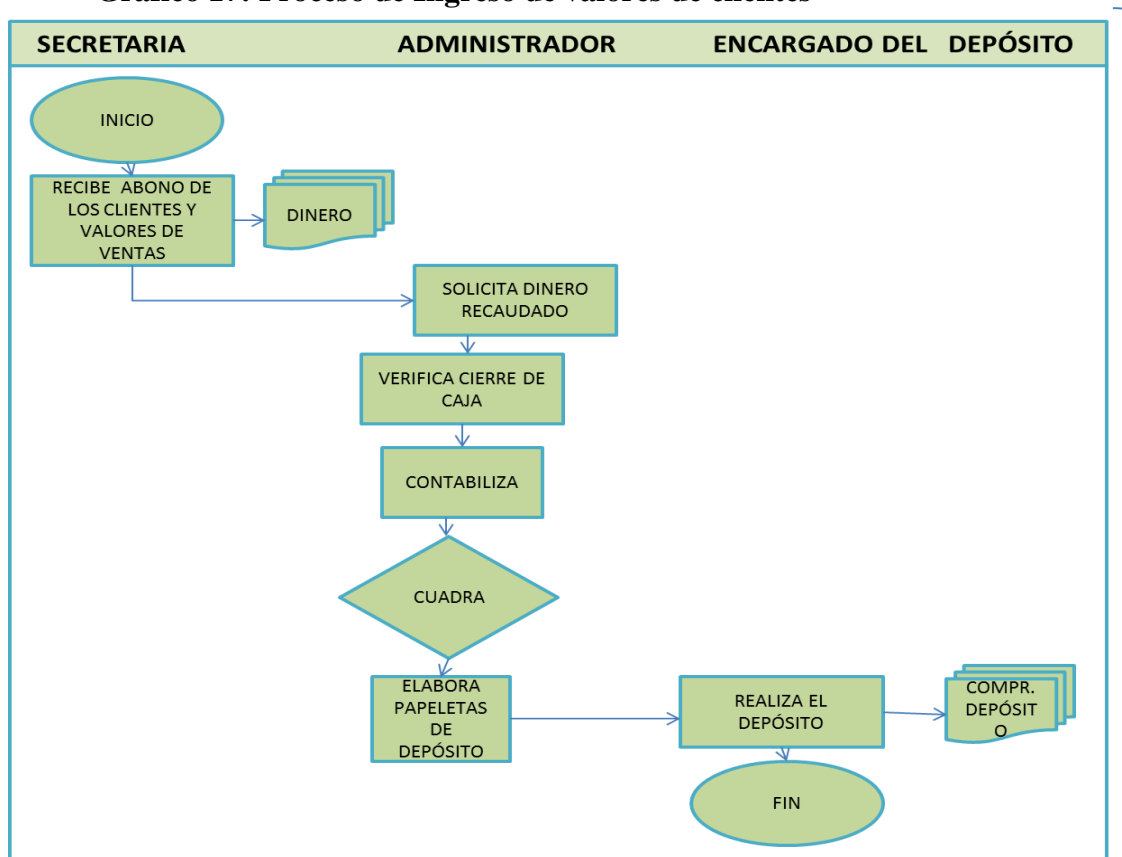 SECRETARIA ADMINISTRADOR ENCARGADO DEL DEPÓSITO
INICIO
RECIBE ABONO DE
LOS CLIENTES Y
VALORES DE
VENTAS
DINERO
SOLICITA DINERO
RECAUDADO
VERIFICA CIERRE DE
CAJA
CONTABILIZA
CUADRA
ELABORA
PAPELETAS
DE
DEPÓSITO
REALIZA EL
DEPÓSITO
COMPR.
DEPÓSIT
O
FIN